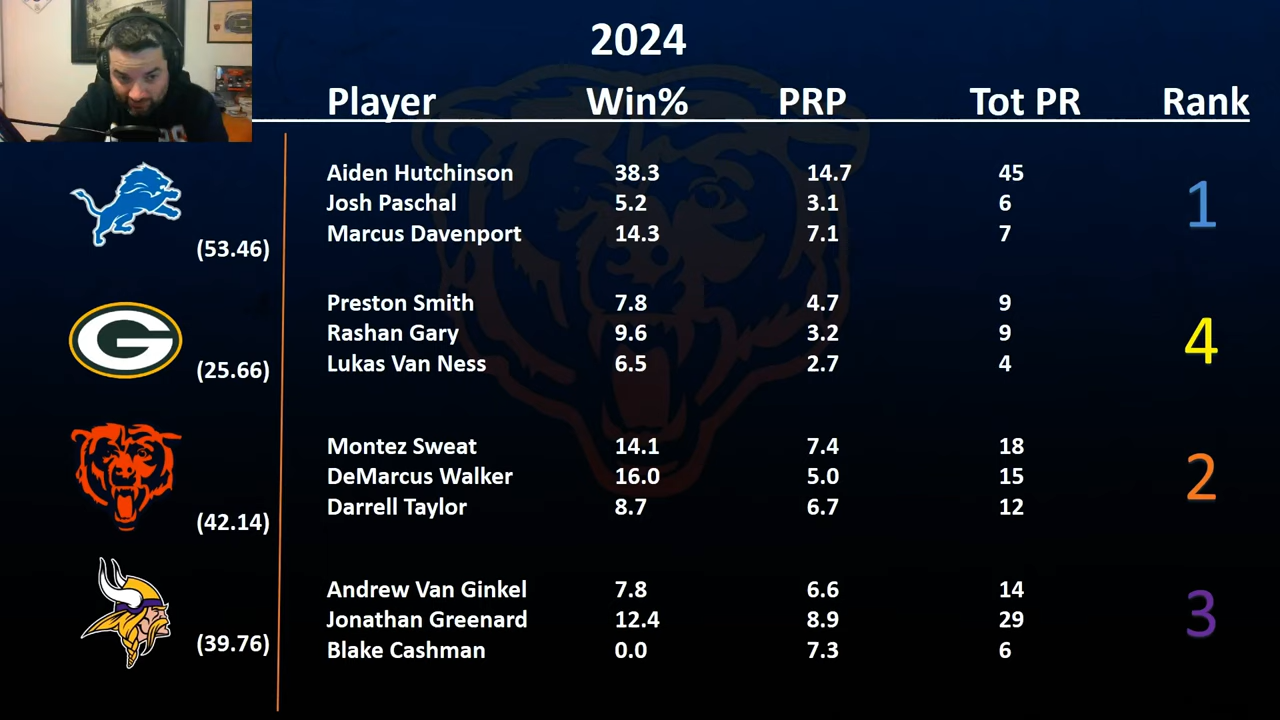 2024
Player Win% PRP Tot PR Rank
Aiden Hutchinson 38.3 14.7 45
Josh Paschal 5.2 3.1 6
Marcus Davenport 14.3 7.1 7
(53.46)
1
Preston Smith 7.8 4.7 9
Rashan Gary 9.6 3.2 9
Lukas Van Ness 6.5 2.7 4
G
(25.66)
4
Montez Sweat 14.1 7.4 18
DeMarcus Walker 16.0 5.0 15
Darrell Taylor 8.7 6.7 12
(42.14)
2
Andrew Van Ginkel 7.8 6.6 14
Jonathan Greenard 12.4 8.9 29
Blake Cashman 0.0 7.3 6
(39.76)
3